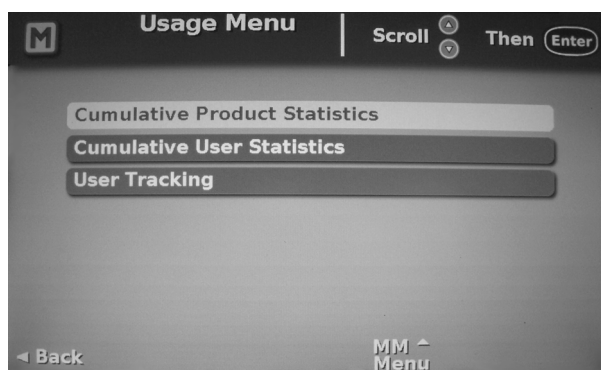 M
Usage Menu
Scroll
Then Enter
Cumulative Product Statistics
Cumulative User Statistics
User Tracking
Back
MM
Menu